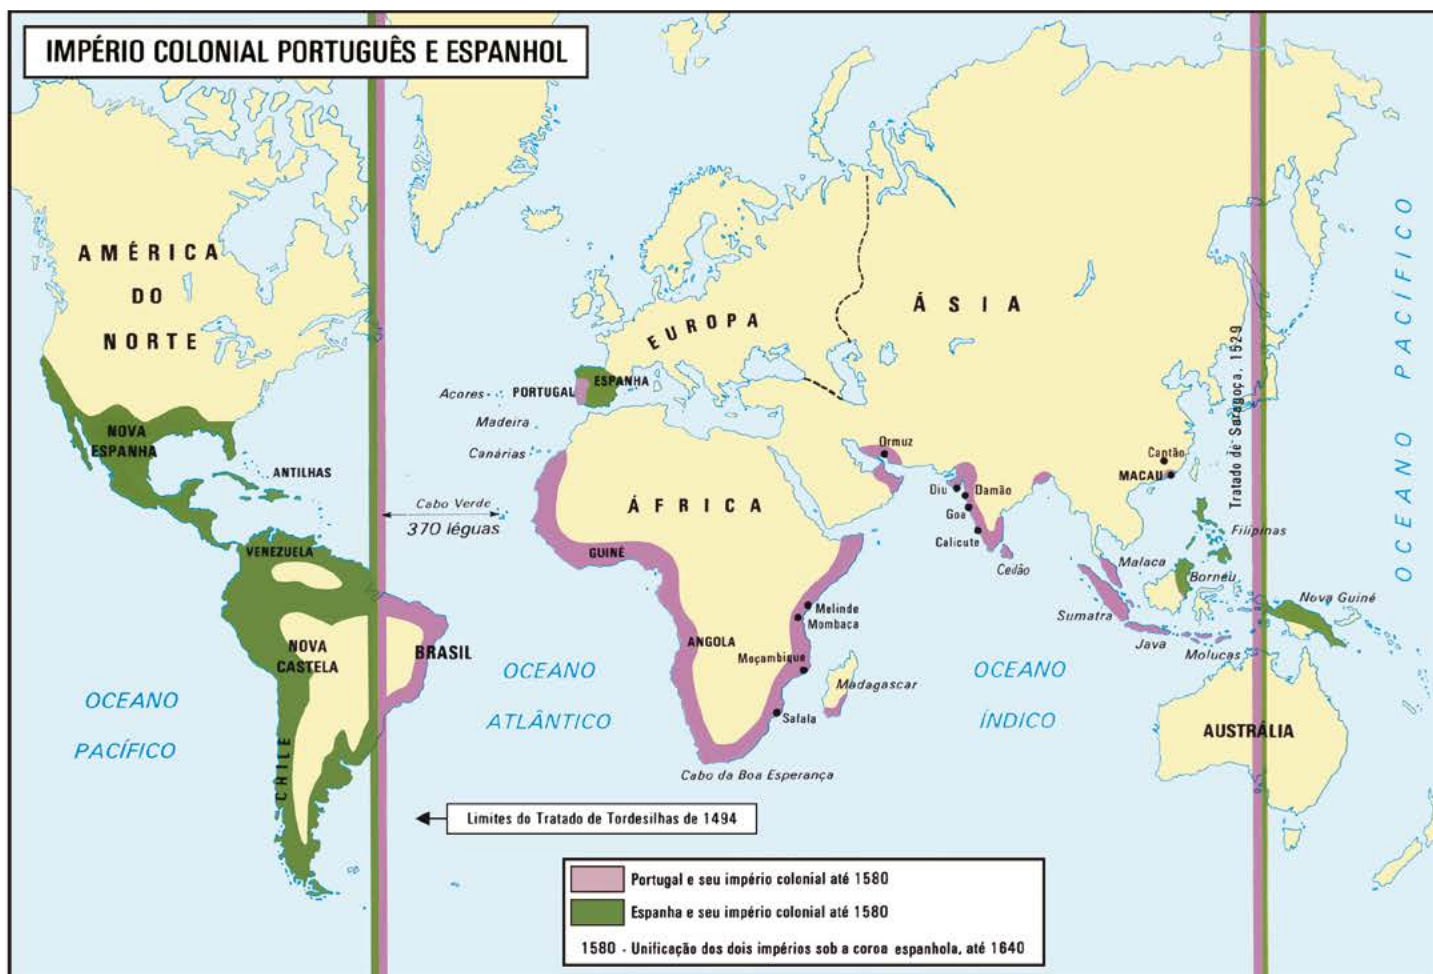 IMPÉRIO COLONIAL PORTUGUÊS E ESPANHOL
AMÉRICA
DO
NORTE
EUROPA
ÁSIA
OCEANO PACÍFICO
Tratado de Saragoça, 1529
Acores
PORTUGAL
ESPANHA
Madeira
Canárias
NOVA
ESPANHA
ANTILHAS
Cabo Verde
370 léguas
ÁFRICA
GUINÉ
Ormuz
Diu
Damão
Goa
Calicute
Cedão
Cantão
MACAU
Filipinas
VENEZUELA
Malaca
Bornéu
Sumatra
Java
Molucas
Nova Guiné
NOVA
CASTELA
BRASIL
ANGOLA
Melinde
Mombaca
Moçambique
Madagascar
Safala
OCEANO
PACÍFICO
CHILE
OCEANO
ATLÂNTICO
OCEANO
ÍNDICO
AUSTRÁLIA
Cabo da Boa Esperança
Limites do Tratado de Tordesilhas de 1494
Portugal e seu império colonial até 1580
Espanha e seu império colonial até 1580
1580 - Unificação dos dois impérios sob a coroa espanhola, até 1640